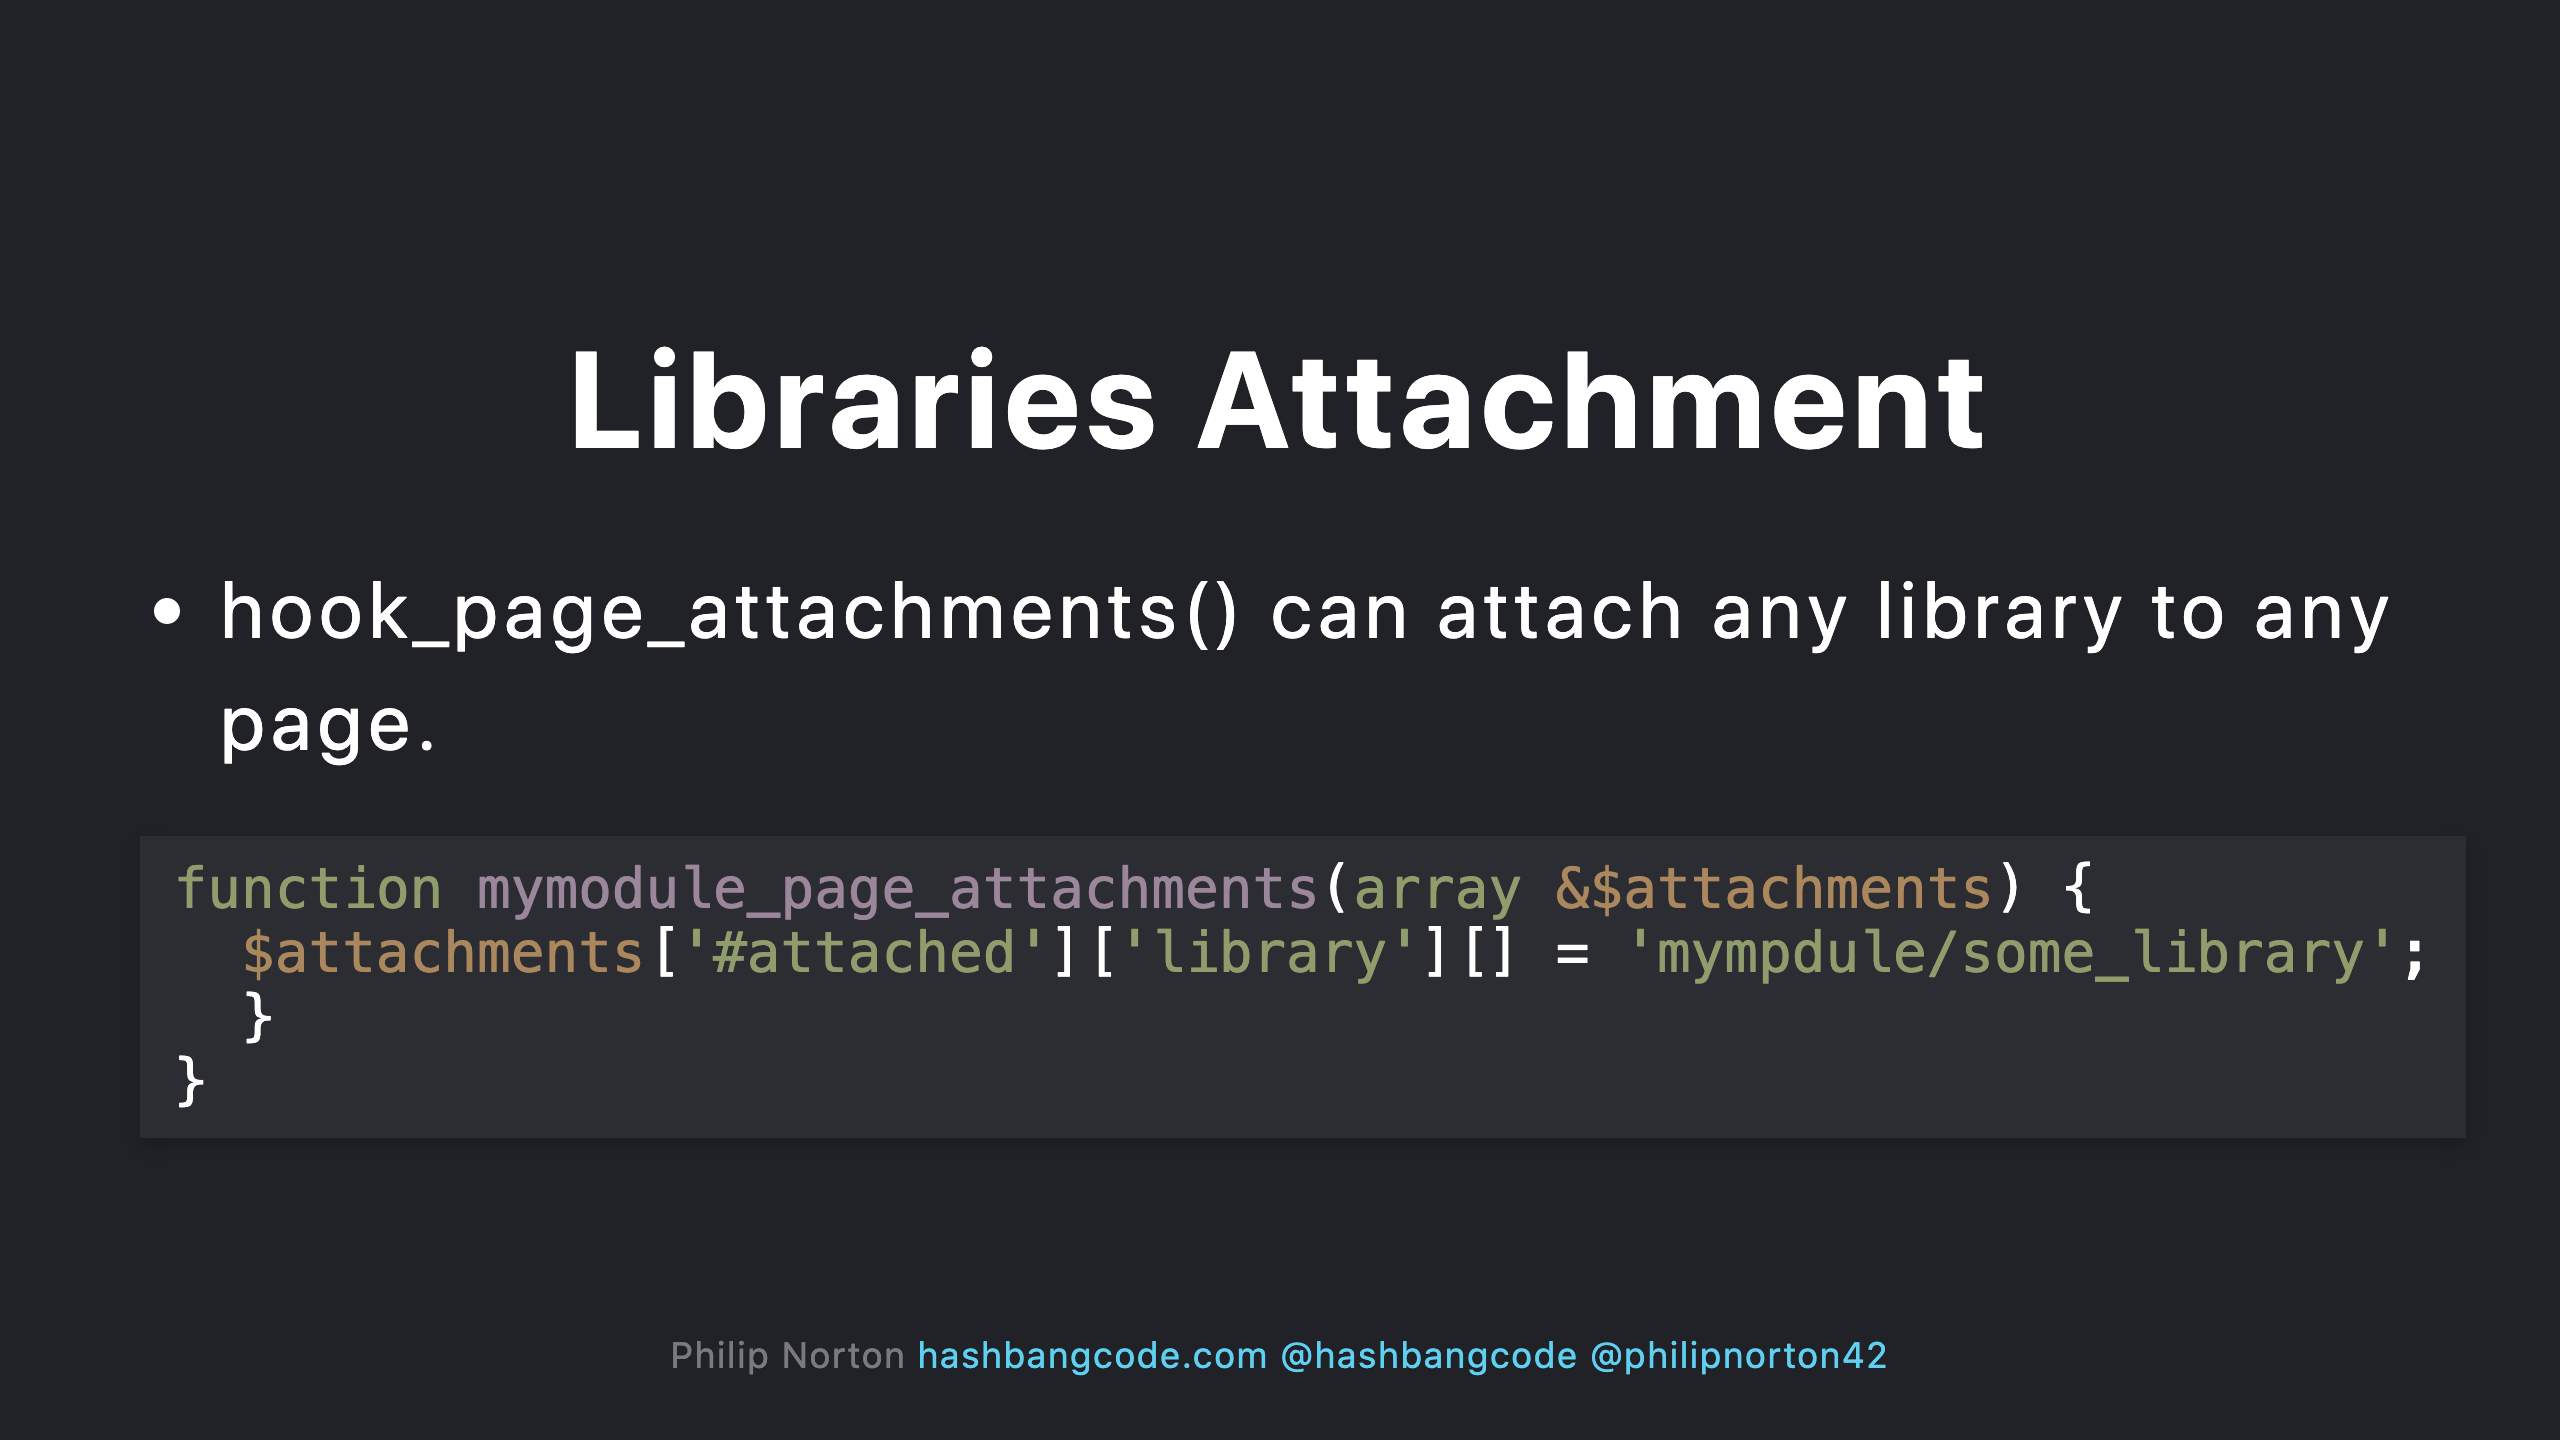 Libraries Attachment
• hook_page_attachments() can attach any library to any
page.
function mymodule_page_attachments(array &$attachments) {
  $attachments['#attached']['library'][] = 'mympdule/some_library';
  }
}
Philip Norton hashbangcode.com @hashbangcode @philipnorton42